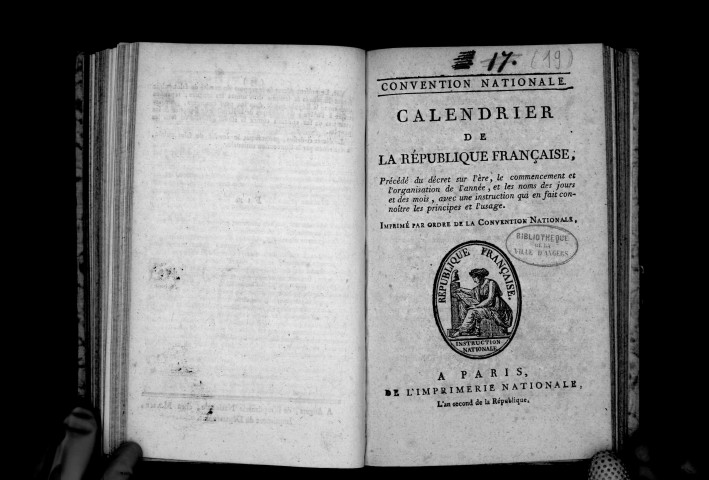 17. (19)
CONVENTION NATIONALE.
CALENDRIER
DE
LA RÉPUBLIQUE FRANÇAISE,
Précédé du décret sur l'ère, le commencement et
l'organisation de l'année, et les noms des jours
et des mois, avec une instruction qui en fait con-
noître les principes et l'usage.
IMPRIMÉ PAR ORDRE DE LA CONVENTION NATIONALE,
BIBLIOTHEQUE
DE LA
VILLE D'ANGERS
RÉPUBLIQUE FRANÇAISE.
INSTRUCTION
NATIONALE
A PARIS,
DE L'IMPRIMERIE NATIONALE,
L'an second de la République.